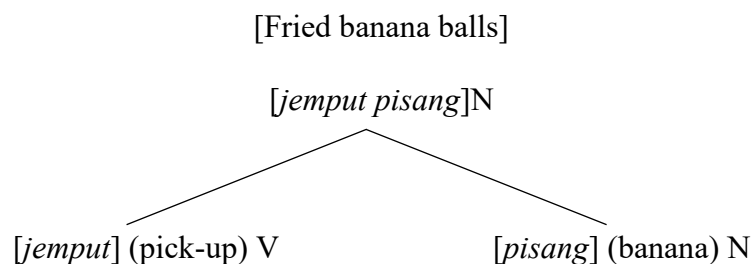 [Fried banana balls]
[jemput pisang]N
[jemput] (pick-up) V [pisang] (banana) N